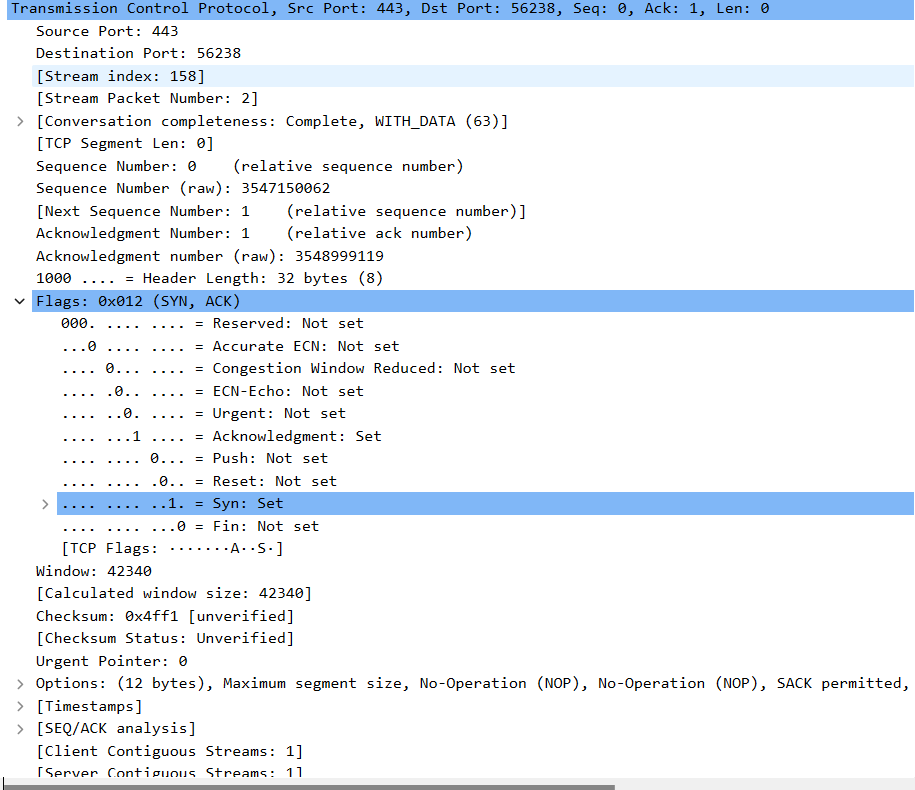 Transmission Control Protocol, Src Port: 443, Dst Port: 56238, Seq: 0, Ack: 1, Len: 0
Source Port: 443
Destination Port: 56238
[Stream index: 158]
[Stream Packet Number: 2]
[Conversation completeness: Complete, WITH_DATA (63)]
[TCP Segment Len: 0]
Sequence Number: 0    (relative sequence number)
Sequence Number (raw): 3547150062
[Next Sequence Number: 1    (relative sequence number)]
Acknowledgment Number: 1    (relative ack number)
Acknowledgment number (raw): 3548999119
1000 .... = Header Length: 32 bytes (8)
Flags: 0x012 (SYN, ACK)
000. .... .... = Reserved: Not set
...0 .... .... = Accurate ECN: Not set
.... 0... .... = Congestion Window Reduced: Not set
.... .0.. .... = ECN-Echo: Not set
.... ..0. .... = Urgent: Not set
.... ...1 .... = Acknowledgment: Set
.... .... 0... = Push: Not set
.... .... .0.. = Reset: Not set
.... .... ..1. = Syn: Set
.... .... ...0 = Fin: Not set
[TCP Flags: ·······A··S·]
Window: 42340
[Calculated window size: 42340]
Checksum: 0x4ff1 [unverified]
[Checksum Status: Unverified]
Urgent Pointer: 0
Options: (12 bytes), Maximum segment size, No-Operation (NOP), No-Operation (NOP), SACK permitted,
[Timestamps]
[SEQ/ACK analysis]
[Client Contiguous Streams: 1]
[Server Contiguous Streams: 1]